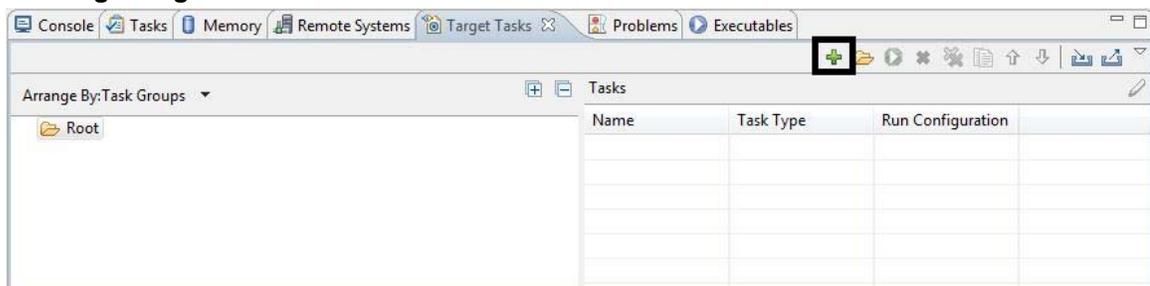 Console Tasks Memory Remote Systems Target Tasks Problems Executables
Arrange By:Task Groups
Tasks
Root
Name Task Type Run Configuration